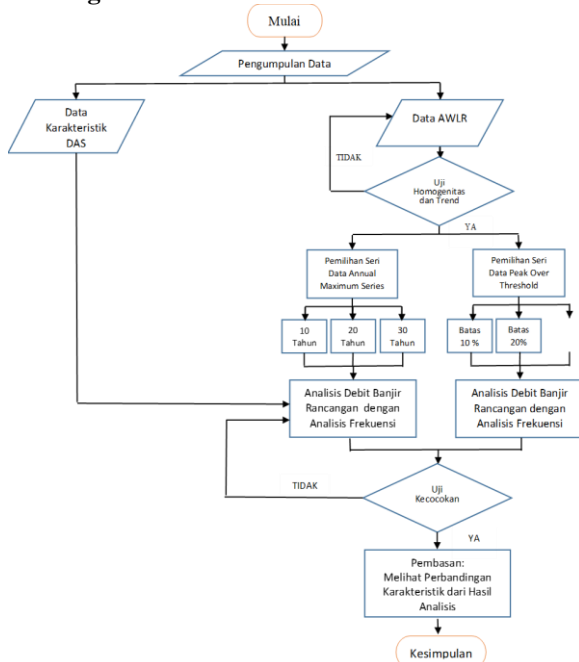 Mulai
Pengumpulan Data
Data
Karakteristik
DAS
Data AWLR
TIDAK
Uji
Homogenitas
dan Trend
YA
Pemilihan Seri
Data Annual
Maximum Series
Pemilihan Seri
Data Peak Over
Threshold
10
Tahun
20
Tahun
30
Tahun
Batas
10 %
Batas
20%
Analisis Debit Banjir
Rancangan dengan
Analisis Frekuensi
Analisis Debit Banjir
Rancangan dengan
Analisis Frekuensi
TIDAK
Uji
Kecocokan
YA
Pembasan:
Melihat Perbandingan
Karakteristik dari Hasil
Analisis
Kesimpulan